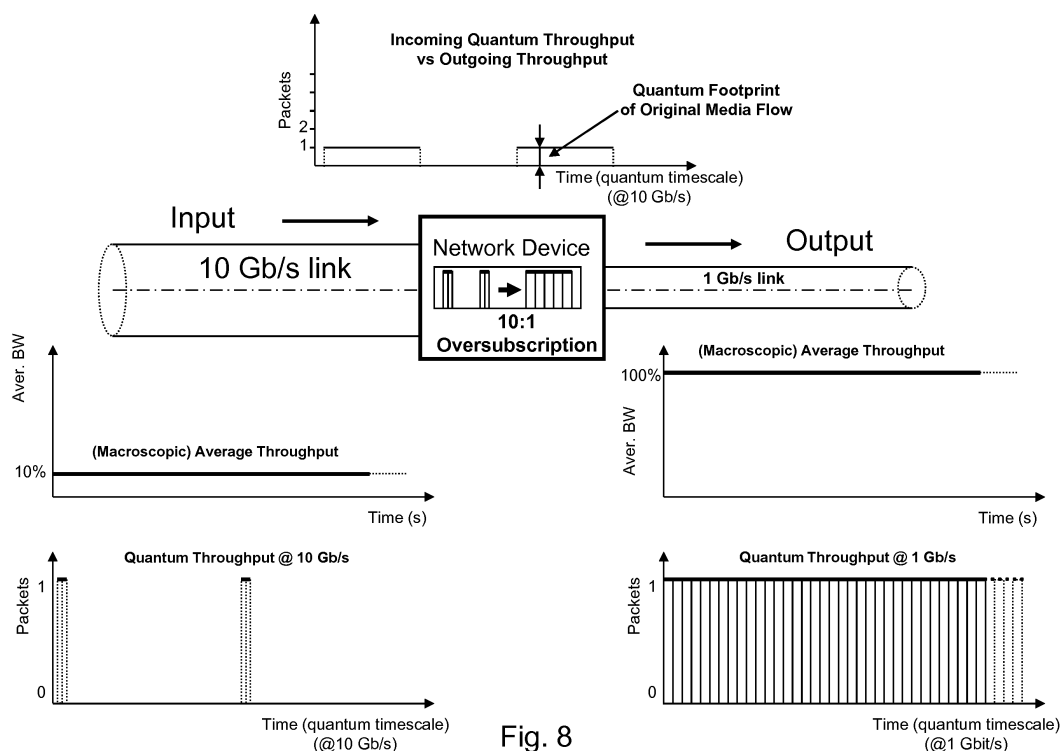 Incoming Quantum Throughput
vs Outgoing Throughput
Packets
2
1
Quantum Footprint
of Original Media Flow
Time (quantum timescale)
(@10 Gb/s)
Input
Output
10 Gb/s link
Network Device
10:1
Oversubscription
1 Gb/s link
Aver. BW
(Macroscopic) Average Throughput
10%
Time (s)
(Macroscopic) Average Throughput
100%
Aver. BW
Time (s)
Quantum Throughput @ 10 Gb/s
Packets
1
0
Time (quantum timescale)
(@10 Gb/s)
Quantum Throughput @ 1 Gb/s
Packets
1
0
Time (quantum timescale)
(@1 Gbit/s)
Fig. 8